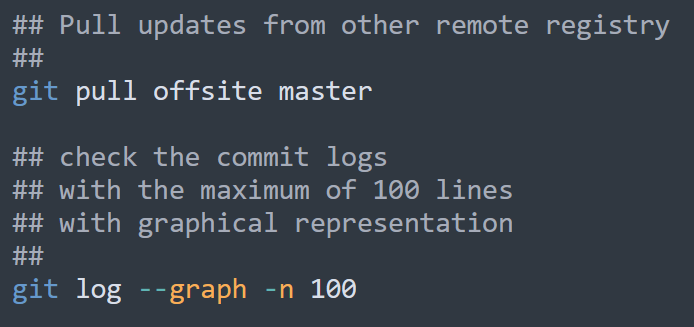 ## Pull updates from other remote registry
##
git pull offsite master
## check the commit logs
## with the maximum of 100 lines
## with graphical representation
##
git log --graph -n 100